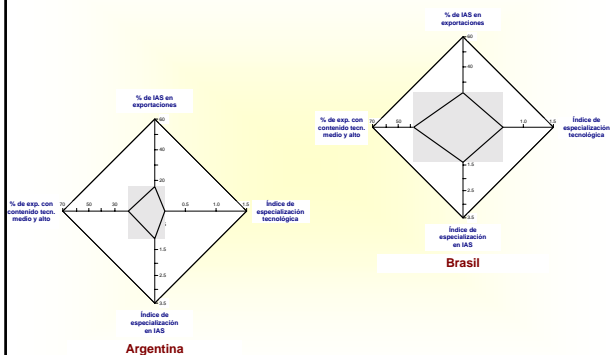 % de IAS en
exportaciones
60
40
% de exp. con
contenido tecn.
medio y alto
70
50
1.0
1.5
Índice de
especialización
tecnológica
1.5
2.5
3.5
Índice de
especialización
en IAS
Brasil
% de IAS en
exportaciones
60
40
20
% de exp. con
contenido tecn.
medio y alto
70
50
30
0.5
1.0
1.5
Índice de
especialización
tecnológica
1.5
2.5
3.5
Índice de
especialización
en IAS
Argentina